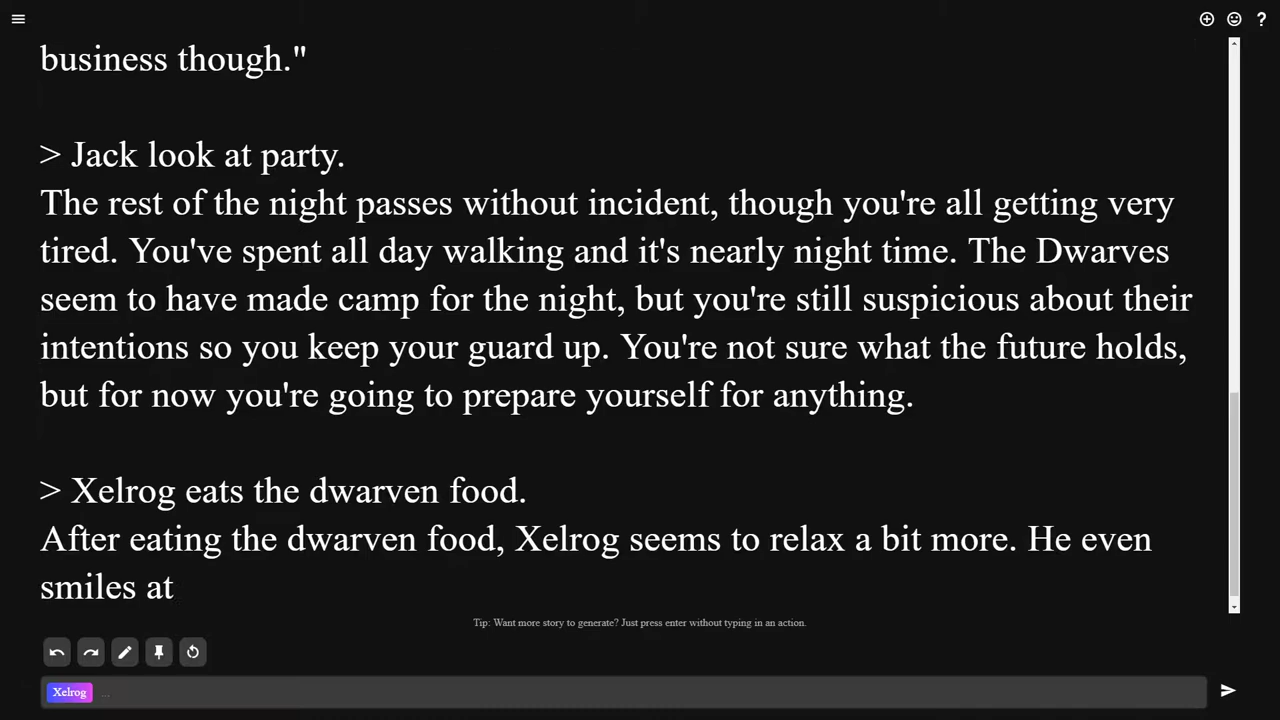 business though."
> Jack look at party.
The rest of the night passes without incident, though you're all getting very
tired. You've spent all day walking and it's nearly night time. The Dwarves
seem to have made camp for the night, but you're still suspicious about their
intentions so you keep your guard up. You're not sure what the future holds,
but for now you're going to prepare yourself for anything.
> Xelrog eats the dwarven food.
After eating the dwarven food, Xelrog seems to relax a bit more. He even
smiles at
Tip: Want more story to generate? Just press enter without typing in an action.
Xelrog ...